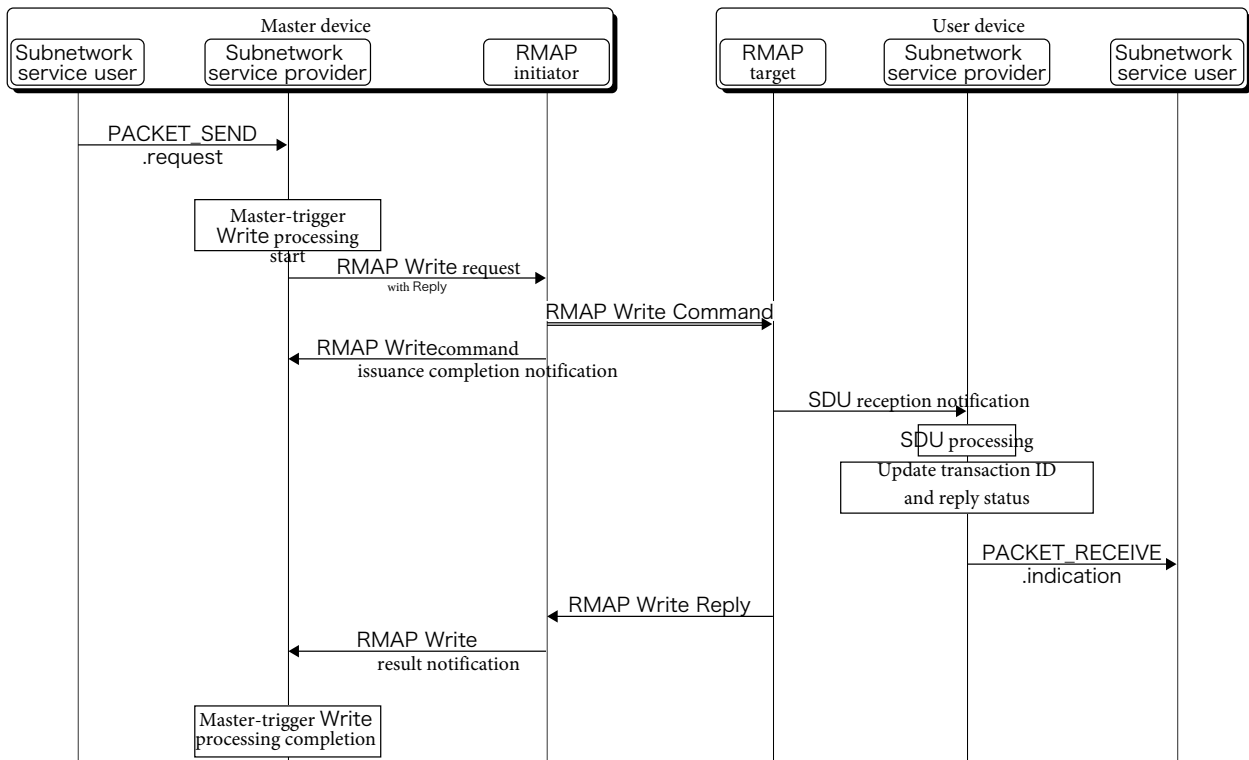 Master device
User device
Subnetwork
service user
Subnetwork
service provider
RMAP
initiator
RMAP
target
Subnetwork
service provider
Subnetwork
service user
PACKET_SEND
.request
Master-trigger
Write processing
start
RMAP Write request
with Reply
RMAP Write Command
RMAP Writecommand
issuance completion notification
SDU reception notification
SDU processing
Update transaction ID
and reply status
PACKET_RECEIVE
.indication
RMAP Write Reply
RMAP Write
result notification
Master-trigger Write
processing completion